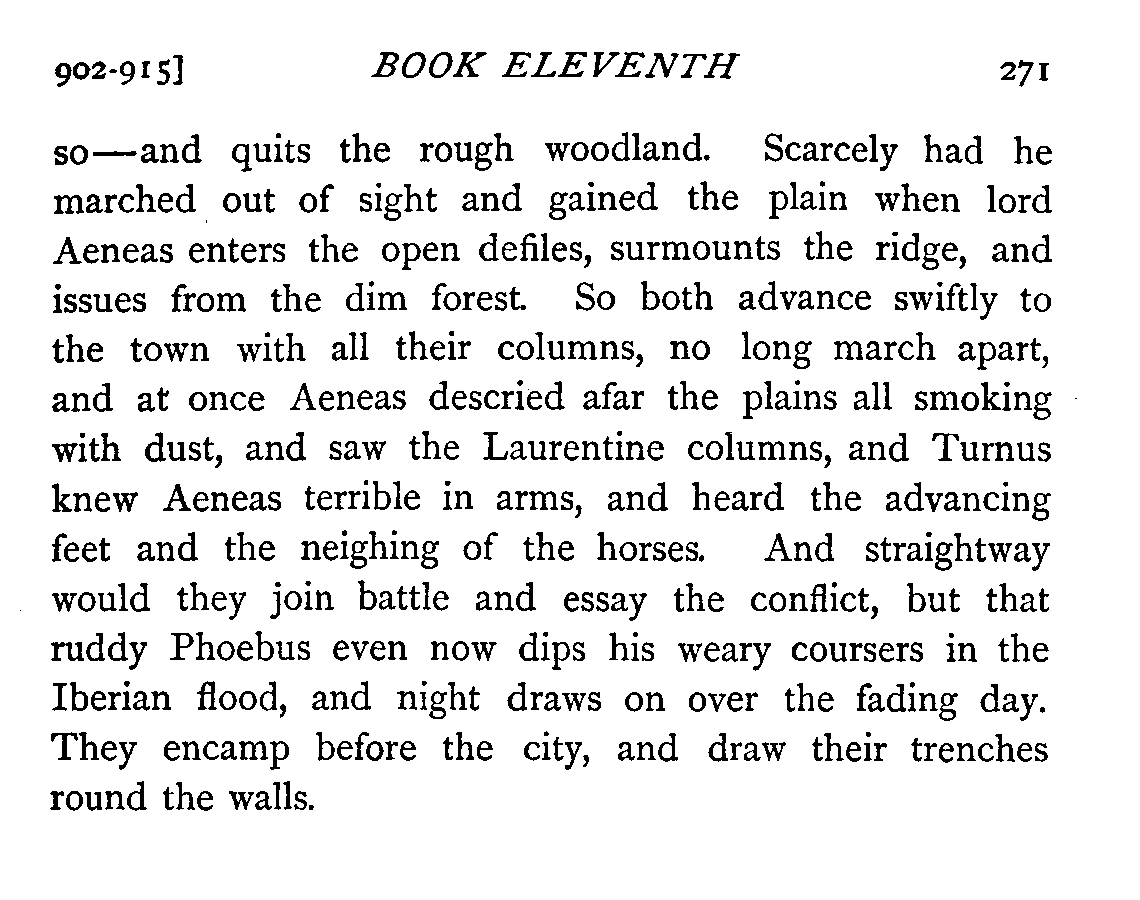 902-915] BOOK ELEVENTH 271
so—and quits the rough woodland. Scarcely had he
marched out of sight and gained the plain when lord
Aeneas enters the open defiles, surmounts the ridge, and
issues from the dim forest. So both advance swiftly to
the town with all their columns, no long march apart,
and at once Aeneas descried afar the plains all smoking
with dust, and saw the Laurentine columns, and Turnus
knew Aeneas terrible in arms, and heard the advancing
feet and the neighing of the horses. And straightway
would they join battle and essay the conflict, but that
ruddy Phoebus even now dips his weary coursers in the
Iberian flood, and night draws on over the fading day.
They encamp before the city, and draw their trenches
round the walls.